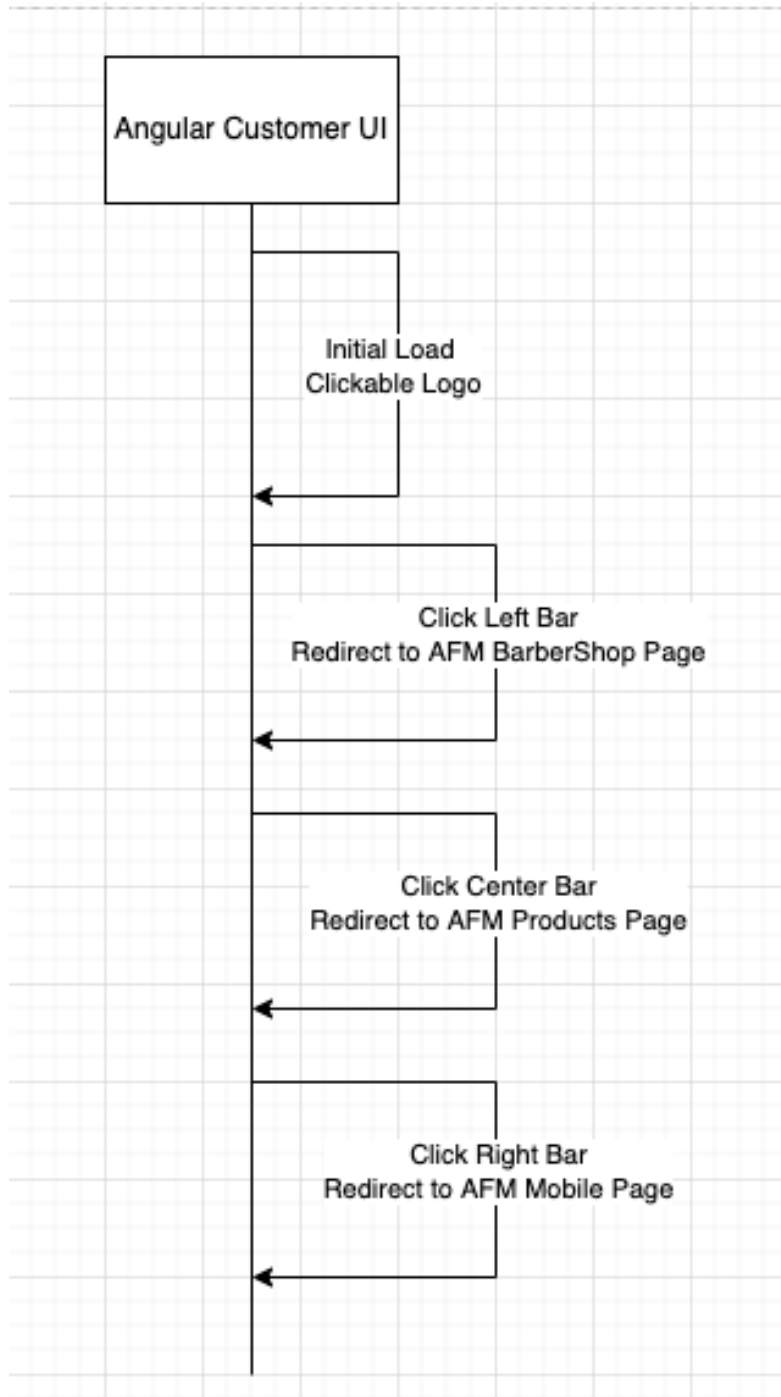 Angular Customer UI
Initial Load
Clickable Logo
Click Left Bar
Redirect to AFM BarberShop Page
Click Center Bar
Redirect to AFM Products Page
Click Right Bar
Redirect to AFM Mobile Page